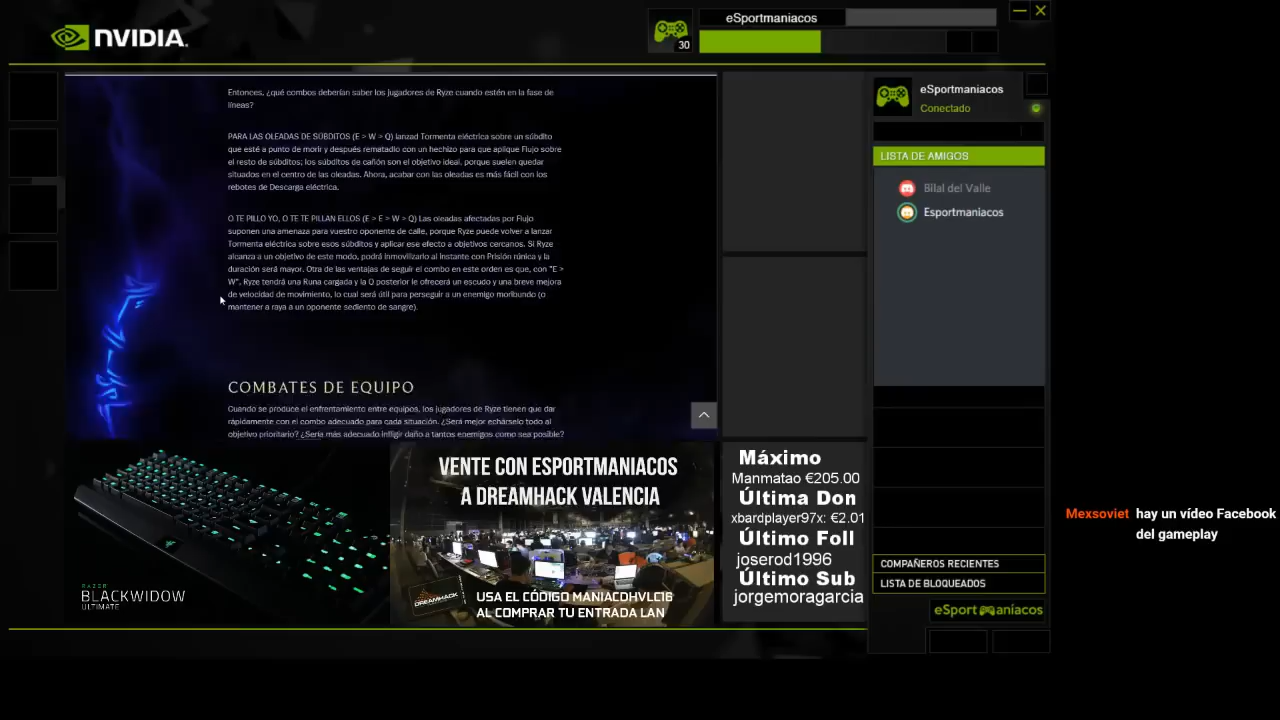 NVIDIA.
30
eSportmaniacos
eSportmaniacos
Conectado
LISTA DE AMIGOS
Bilal del Valle
Esportmaniacos
Entonces, ¿qué combos deberían saber los jugadores de Ryze cuando estén en la fase de
líneas?
PARA LAS OLEADAS DE SÚBDITOS (E > W > Q) lanzad Tormenta eléctrica sobre un súbdito
que esté a punto de morir y después rematadlo con un hechizo para que aplique Flujo sobre
el resto de súbditos; los súbditos de cañón son el objetivo ideal, porque suelen quedar
situados en el centro de las oleadas. Ahora, acabar con las oleadas es más fácil con los
rebotes de Descarga eléctrica.
O TE PILLO YO, O TE TE PILLAN ELLOS (E > E > W > Q) Las oleadas afectadas por Flujo
suponen una amenaza para vuestro oponente de calle, porque Ryze puede volver a lanzar
Tormenta eléctrica sobre esos súbditos y aplicar ese efecto a objetivos cercanos. Si Ryze
alcanza a un objetivo de este modo, podrá inmovilizarlo al instante con Prisión rúnica y la
duración será mayor. Otra de las ventajas de seguir el combo en este orden es que, con "E >
W", Ryze tendrá una Runa cargada y la Q posterior le ofrecerá un escudo y una breve mejora
de velocidad de movimiento, lo cual será útil para perseguir a un enemigo moribundo (o
mantener a raya a un oponente sediento de sangre).
COMBATES DE EQUIPO
Cuando se produce el enfrentamiento entre equipos, los jugadores de Ryze tienen que dar
rápidamente con el combo adecuado para cada situación. ¿Será mejor echárselo todo al
objetivo prioritario? ¿Sería más adecuado infligir daño a tantos enemigos como sea posible?
RAZER
BLACKWIDOW
ULTIMATE
VENTE CON ESPORTMANIACOS
A DREAMHACK VALENCIA
DREAMHACK
USA EL CÓDIGO MANIACDHVLC16
AL COMPRAR TU ENTRADA LAN
Máximo
Manmatao €205.00
Última Don
xbardplayer97x: €2.01
Último Foll
joserod1996
Último Sub
jorgemoragarcia
COMPAÑEROS RECIENTES
LISTA DE BLOQUEADOS
eSportmaníacos
Mexsoviet hay un vídeo Facebook
del gameplay